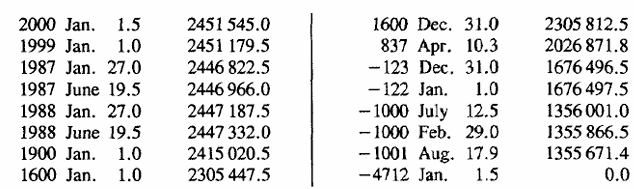 2000 Jan. 1.5 2451 545.0
1999 Jan. 1.0 2451 179.5
1987 Jan. 27.0 2446 822.5
1987 June 19.5 2446 966.0
1988 Jan. 27.0 2447 187.5
1988 June 19.5 2447 332.0
1900 Jan. 1.0 2415 020.5
1600 Jan. 1.0 2305 447.5
1600 Dec. 31.0 2305 812.5
837 Apr. 10.3 2026 871.8
−123 Dec. 31.0 1676 496.5
−122 Jan. 1.0 1676 497.5
−1000 July 12.5 1356 001.0
−1000 Feb. 29.0 1355 866.5
−1001 Aug. 17.9 1355 671.4
−4712 Jan. 1.5 0.0